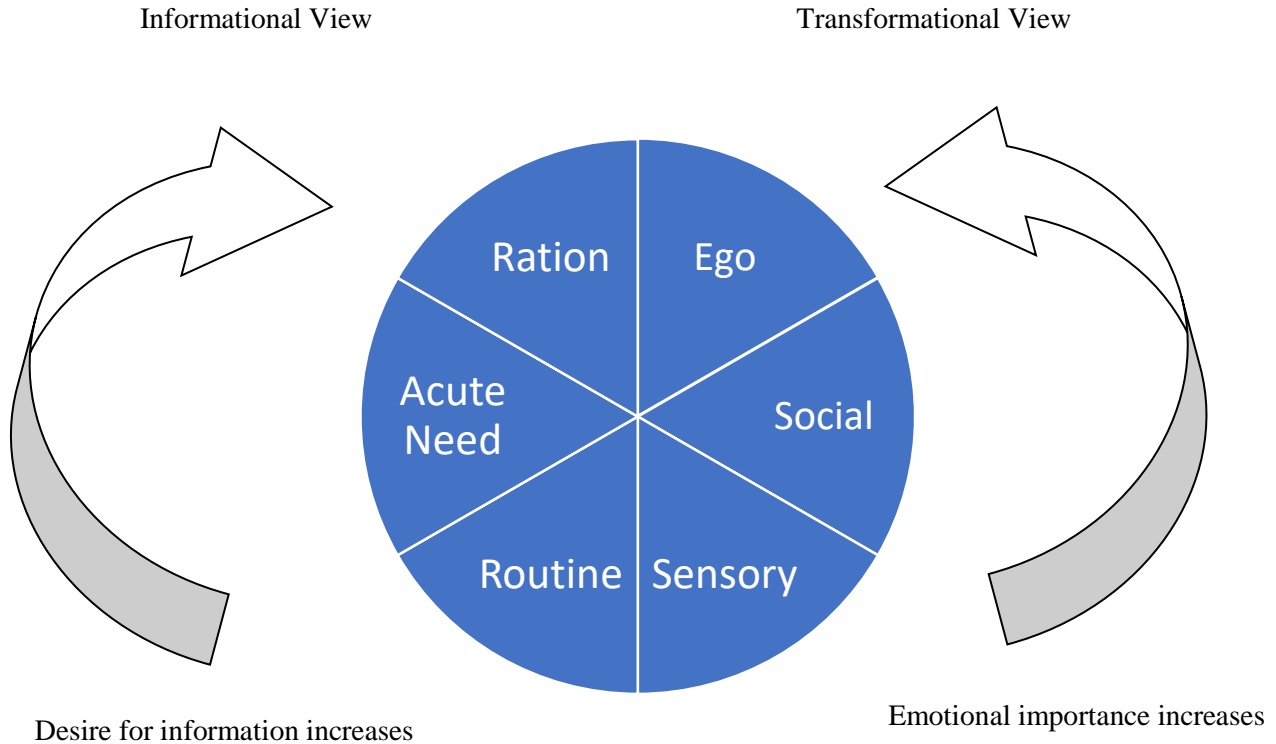 Informational View
Transformational View
Ration
Ego
Acute
Need
Social
Routine
Sensory
Desire for information increases
Emotional importance increases